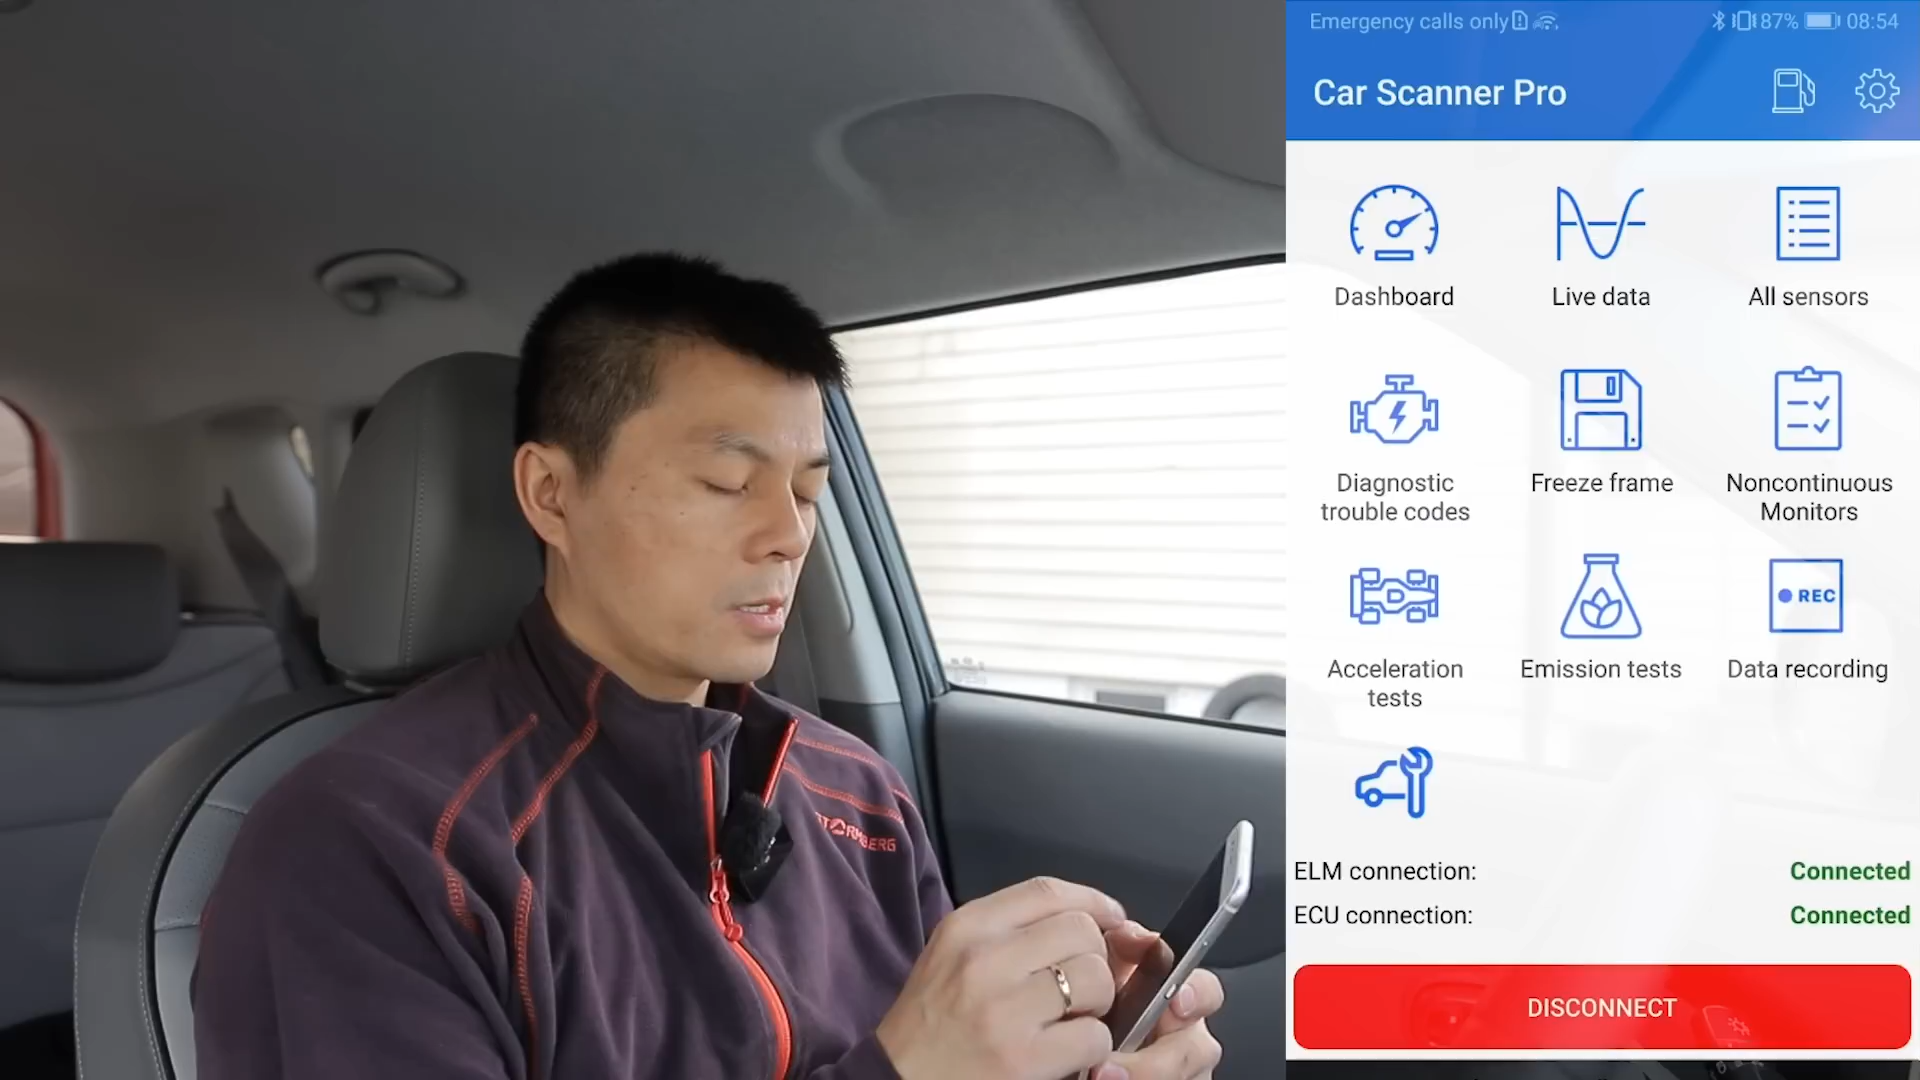 Emergency calls only
87% 08:54
Car Scanner Pro
Dashboard
Live data
All sensors
Diagnostic
trouble codes
Freeze frame
Noncontinuous
Monitors
Acceleration
tests
Emission tests
REC
Data recording
ELM connection: Connected
ECU connection: Connected
DISCONNECT
STORMBERG